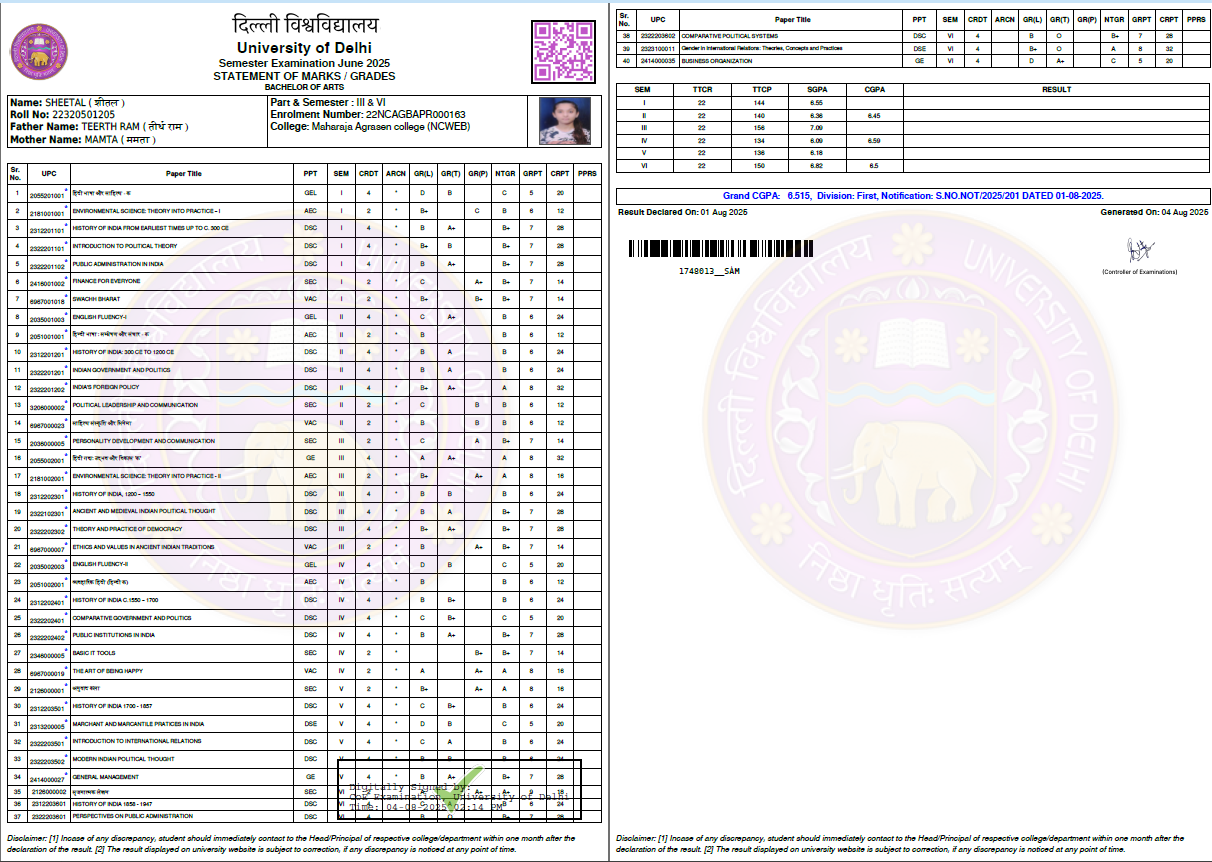 दिल्ली विश्वविद्यालय
University of Delhi
Semester Examination June 2025
STATEMENT OF MARKS / GRADES
BACHELOR OF ARTS
Name: SHEETAL ( शीतल )
Roll No: 22320501205
Father Name: TEERTH RAM ( तीर्थ राम )
Mother Name: MAMTA ( ममता )
Part & Semester : III & VI
Enrolment Number: 22NCAGBAPR000163
College: Maharaja Agrasen college (NCWEB)
Sr. No. UPC Paper Title PPT SEM CRDT ARCN GR(L) GR(T) GR(P) NTGR GRPT CRPT PPRS
1 2055201001* हिंदी भाषा और साहित्य - क GEL I 4 * D B C 5 20
2 2181001001* ENVIRONMENTAL SCIENCE: THEORY INTO PRACTICE - I AEC I 2 * B+ C B 6 12
3 2312201101* HISTORY OF INDIA FROM EARLIEST TIMES UP TO C. 300 CE DSC I 4 * B A+ B+ 7 28
4 2322201101* INTRODUCTION TO POLITICAL THEORY DSC I 4 * B+ B B+ 7 28
5 2322201102* PUBLIC ADMINISTRATION IN INDIA DSC I 4 * B A+ B+ 7 28
6 2416001002* FINANCE FOR EVERYONE SEC I 2 * C A+ B+ 7 14
7 6967001018* SWACHH BHARAT VAC I 2 * B+ B+ B+ 7 14
8 2035001003* ENGLISH FLUENCY-I GEL II 4 * C A+ B 6 24
9 2051001001* हिन्दी भाषा : सम्प्रेषण और संचार - क AEC II 2 * B B 6 12
10 2312201201* HISTORY OF INDIA: 300 CE TO 1200 CE DSC II 4 * B A B 6 24
11 2322201201* INDIAN GOVERNMENT AND POLITICS DSC II 4 * B A B 6 24
12 2322201202* INDIA'S FOREIGN POLICY DSC II 4 * B+ A+ A 8 32
13 3206000002* POLITICAL LEADERSHIP AND COMMUNICATION SEC II 2 * C B B 6 12
14 6967000023* साहित्य संस्कृति और सिनेमा VAC II 2 * B B B 6 12
15 2036000005* PERSONALITY DEVELOPMENT AND COMMUNICATION SEC III 2 * C A B+ 7 14
16 2055002001* हिंदी गद्य: उद्भव और विकास 'क' GE III 4 * A A+ A 8 32
17 2181002001* ENVIRONMENTAL SCIENCE: THEORY INTO PRACTICE - II AEC III 2 * B+ A+ A 8 16
18 2312202301* HISTORY OF INDIA, 1200 – 1550 DSC III 4 * B B B 6 24
19 2322102301* ANCIENT AND MEDIEVAL INDIAN POLITICAL THOUGHT DSC III 4 * B A B+ 7 28
20 2322202302* THEORY AND PRACTICE OF DEMOCRACY DSC III 4 * B+ A+ B+ 7 28
21 6967000007* ETHICS AND VALUES IN ANCIENT INDIAN TRADITIONS VAC III 2 * B A+ B+ 7 14
22 2035002003* ENGLISH FLUENCY-II GEL IV 4 * D B C 5 20
23 2051002001* व्यवहारिक हिंदी (हिन्दी क) AEC IV 2 * B B 6 12
24 2312202401* HISTORY OF INDIA C.1550 – 1700 DSC IV 4 * B B+ B 6 24
25 2322202401* COMPARATIVE GOVERNMENT AND POLITICS DSC IV 4 * C B+ C 5 20
26 2322202402* PUBLIC INSTITUTIONS IN INDIA DSC IV 4 * B A+ B+ 7 28
27 2346000005* BASIC IT TOOLS SEC IV 2 * B+ B+ 7 14
28 6967000019* THE ART OF BEING HAPPY VAC IV 2 * A A+ A 8 16
29 2126000001* अनुवाद कला SEC V 2 * B+ A+ A 8 16
30 2312203501* HISTORY OF INDIA 1700 - 1857 DSC V 4 * C B+ B 6 24
31 2313200005* MARCHANT AND MARCANTILE PRATICES IN INDIA DSE V 4 * D B C 5 20
32 2322203501* INTRODUCTION TO INTERNATIONAL RELATIONS DSC V 4 * C A B 6 24
33 2322203502* MODERN INDIAN POLITICAL THOUGHT DSC V 4 * B B B 6 24
34 2414000027* GENERAL MANAGEMENT GE V 4 * B A+ B+ 7 28
35 2126000002 सृजनात्मक लेखन SEC VI 2 A+ 9 18
36 2312203601 HISTORY OF INDIA 1858 - 1947 DSC VI 4 C A B 6 24
37 2322203601 PERSPECTIVES ON PUBLIC ADMINISTRATION DSC VI 4 B O B+ 7 28
Digitally Signed by:
CoE Examination, University of Delhi
Time: 04-08-2025 02:14 PM
Disclaimer: [1] Incase of any discrepancy, student should immediately contact to the Head/Principal of respective college/department within one month after the
declaration of the result. [2] The result displayed on university website is subject to correction, if any discrepancy is noticed at any point of time.
Sr. No. UPC Paper Title PPT SEM CRDT ARCN GR(L) GR(T) GR(P) NTGR GRPT CRPT PPRS
38 2322203602 COMPARATIVE POLITICAL SYSTEMS DSC VI 4 B O B+ 7 28
39 2323100011 Gender in International Relations: Theories, Concepts and Practices DSE VI 4 B+ O A 8 32
40 2414000035 BUSINESS ORGANIZATION GE VI 4 D A+ C 5 20
SEM TTCR TTCP SGPA CGPA RESULT
I 22 144 6.55
II 22 140 6.36 6.45
III 22 156 7.09
IV 22 134 6.09 6.59
V 22 136 6.18
VI 22 150 6.82 6.5
Grand CGPA: 6.515, Division: First, Notification: S.NO.NOT/2025/201 DATED 01-08-2025.
Result Declared On: 01 Aug 2025
Generated On: 04 Aug 2025
1748013__SÀM
(Controller of Examinations)
UNIVERSITY OF DELHI
दिल्ली विश्वविद्यालय
निष्ठा धृतिः सत्यम्
Disclaimer: [1] Incase of any discrepancy, student should immediately contact to the Head/Principal of respective college/department within one month after the
declaration of the result. [2] The result displayed on university website is subject to correction, if any discrepancy is noticed at any point of time.